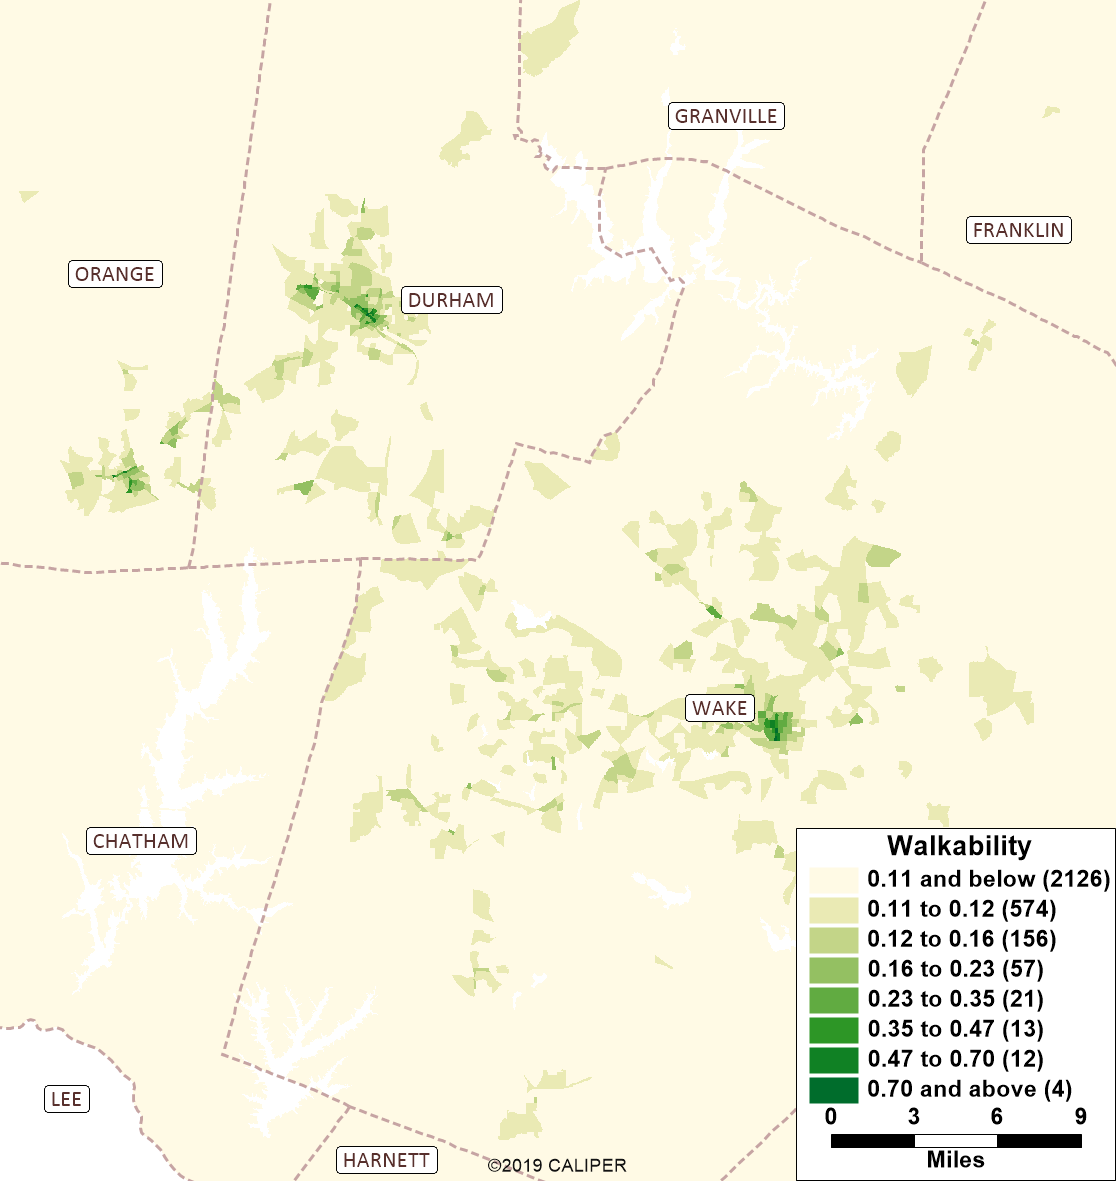 GRANVILLE
FRANKLIN
ORANGE
DURHAM
WAKE
CHATHAM
Walkability
0.11 and below (2126)
0.11 to 0.12 (574)
0.12 to 0.16 (156)
0.16 to 0.23 (57)
0.23 to 0.35 (21)
0.35 to 0.47 (13)
0.47 to 0.70 (12)
0.70 and above (4)
0 3 6 9
Miles
LEE
HARNETT
©2019 CALIPER